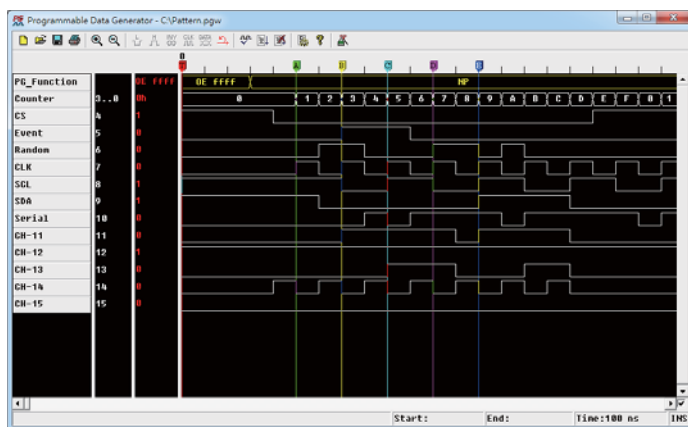 Programmable Data Generator - C:\Pattern.pgw
0
T A B C D E
PG_Function OE ffff OE ffff NP
Counter 3..0 0h 0 1 2 3 4 5 6 7 8 9 A B C D E F 0 1
CS 4 1
Event 5 0
Random 6 0
CLK 7 0
SCL 8 1
SDA 9 1
Serial 10 0
CH-11 11 0
CH-12 12 1
CH-13 13 0
CH-14 14 0
CH-15 15 0
Start: End: Time:100 ns INS